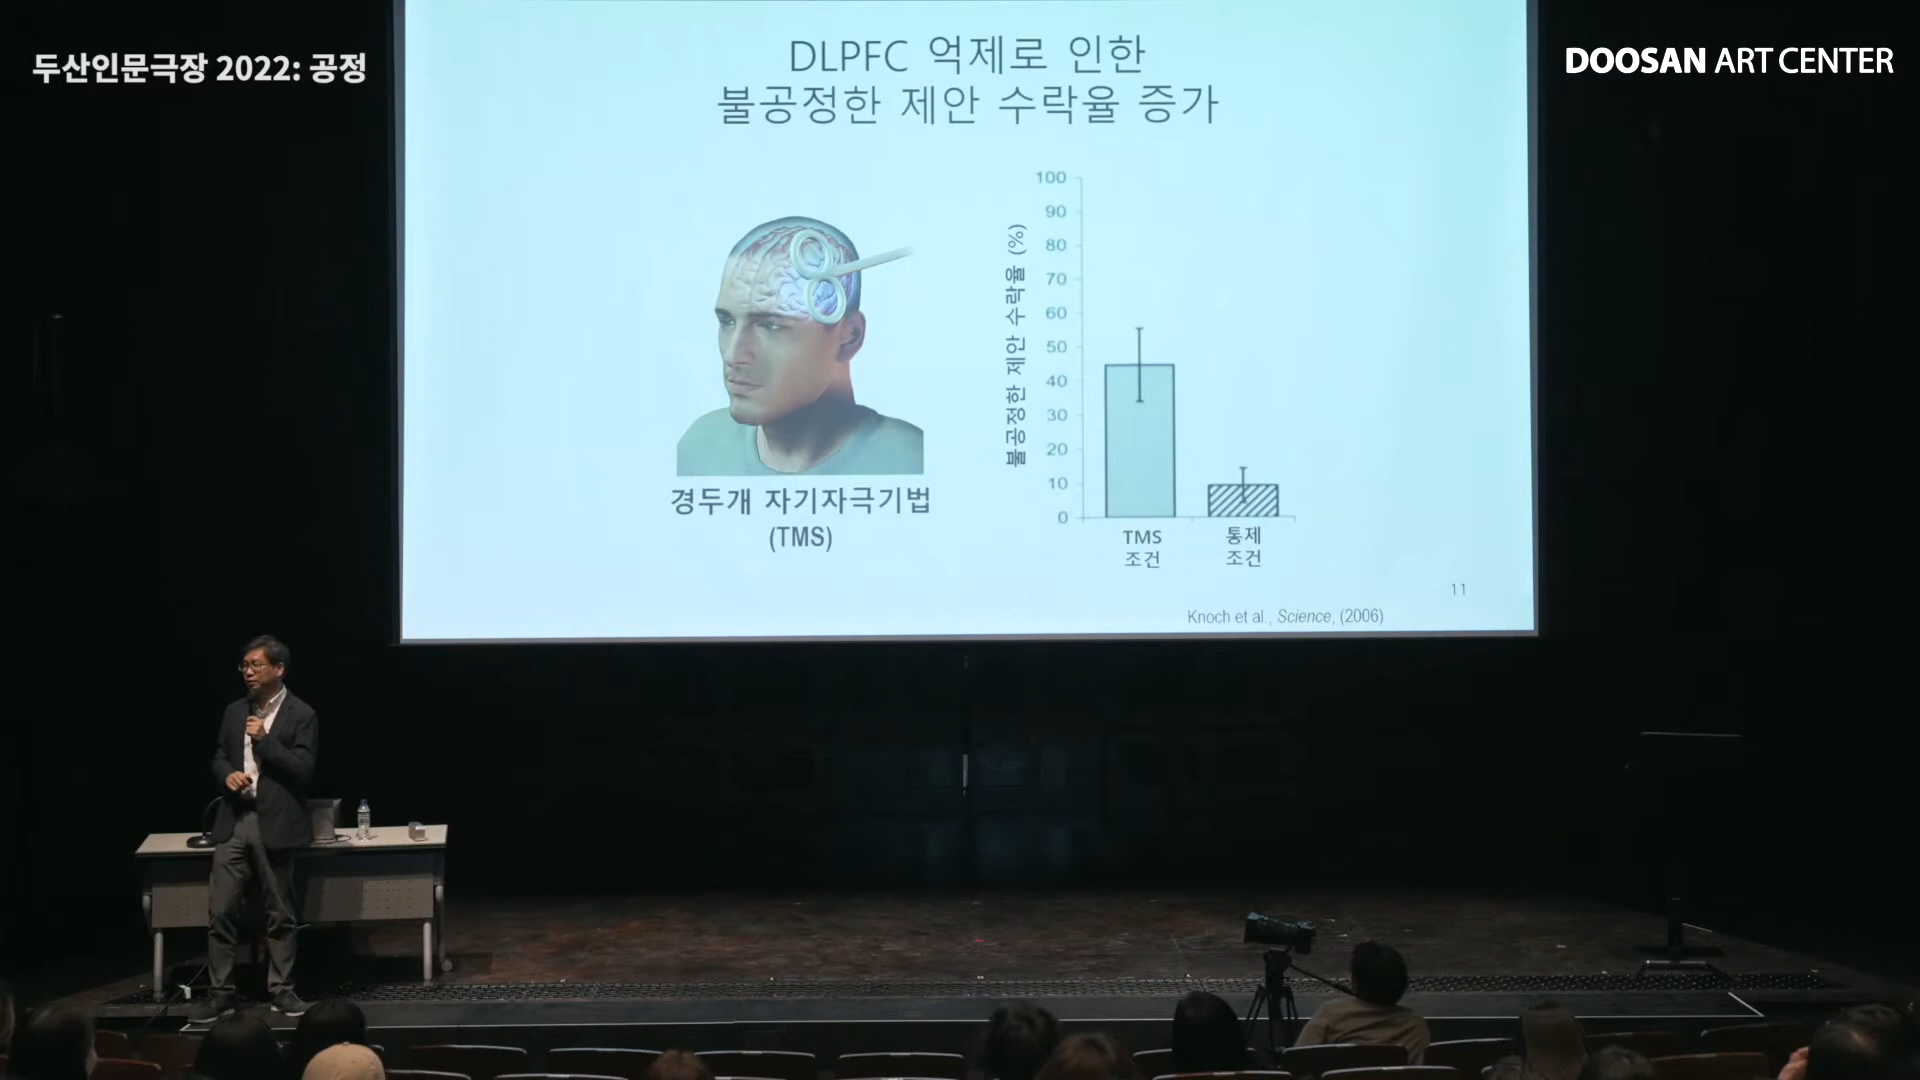 두산인문극장 2022: 공정
DOOSAN ART CENTER
DLPFC 억제로 인한
불공정한 제안 수락율 증가
경두개 자기자극기법
(TMS)
불공정한 제안 수락율 (%)
100
90
80
70
60
50
40
30
20
10
0
TMS
조건
통제
조건
11
Knoch et al., Science, (2006)